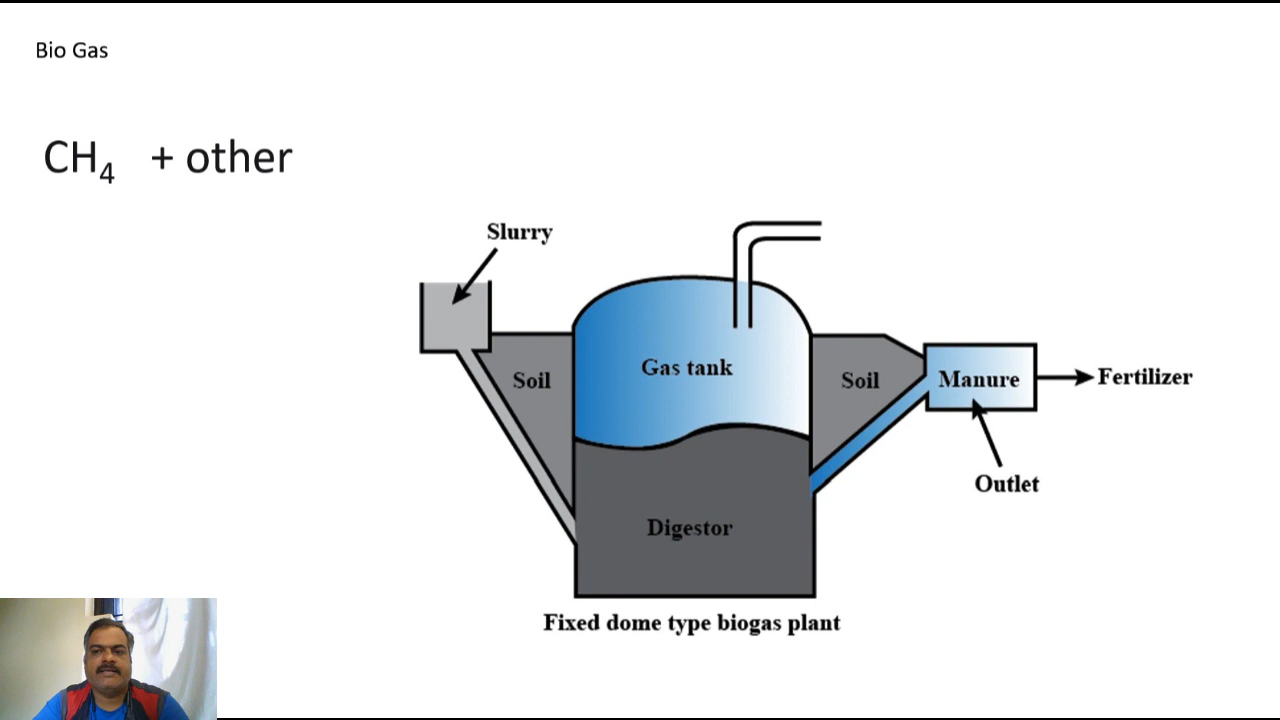 Bio Gas
CH₄ + other
Slurry
Gas tank
Soil
Soil
Manure
Fertilizer
Outlet
Digestor
Fixed dome type biogas plant